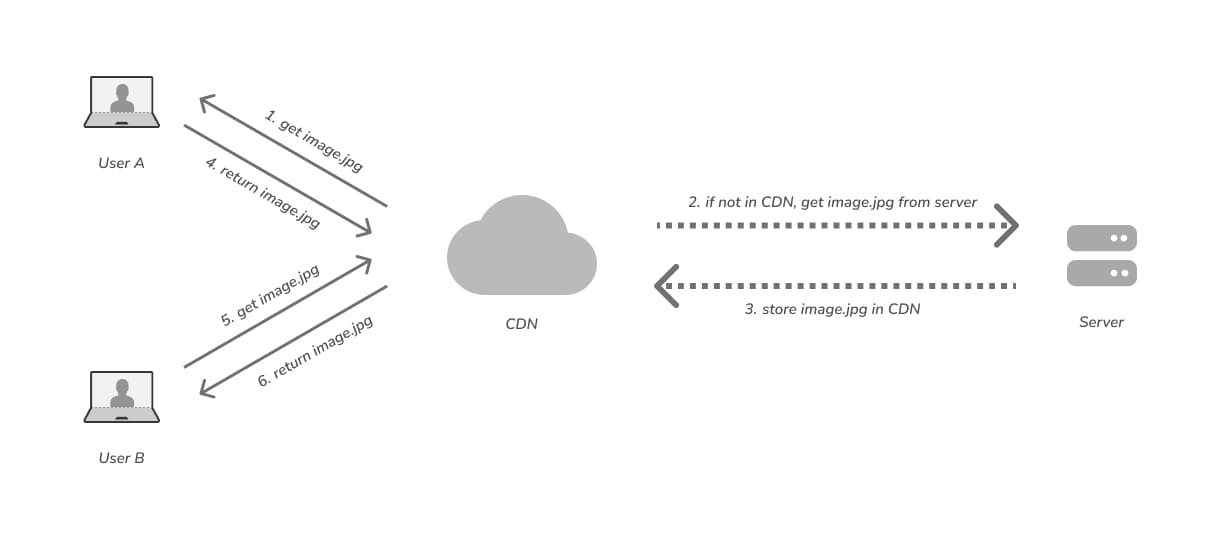 1. get image.jpg
4. return image.jpg
User A
2. if not in CDN, get image.jpg from server
3. store image.jpg in CDN
CDN
Server
5. get image.jpg
6. return image.jpg
User B